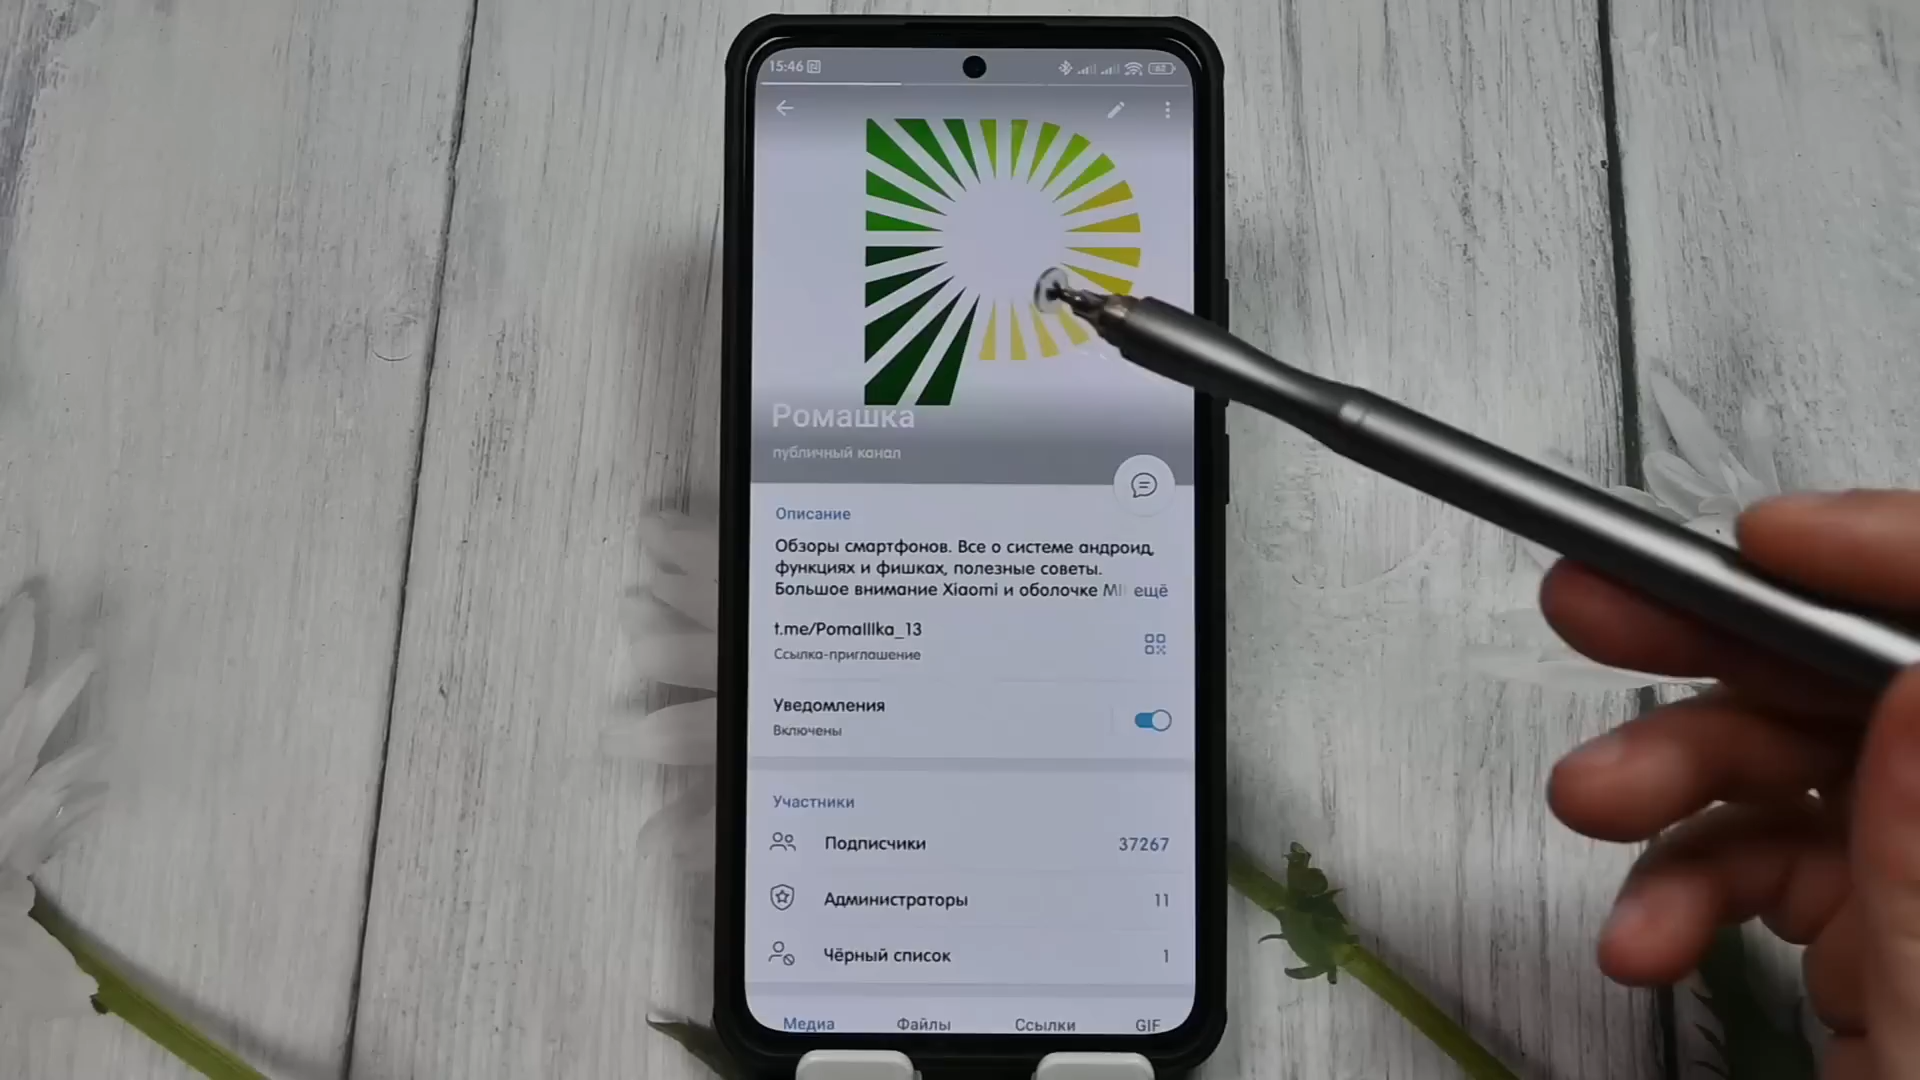 15:46
62
Ромашка
публичный канал
Описание
Обзоры смартфонов. Все о системе андроид,
функциях и фишках, полезные советы.
Большое внимание Xiaomi и оболочке MI ещё
t.me/Pomalllka_13
Ссылка-приглашение
Уведомления
Включены
Участники
Подписчики 37267
Администраторы 11
Чёрный список 1
Медиа Файлы Ссылки GIF